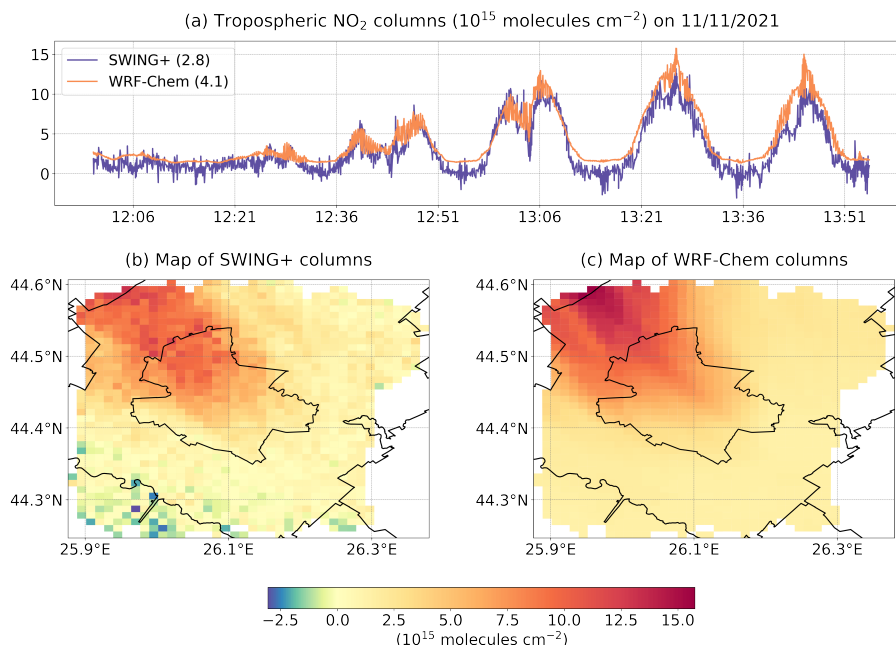 (a) Tropospheric NO₂ columns (10¹⁵ molecules cm⁻²) on 11/11/2021
15
10
5
0
SWING+ (2.8)
WRF-Chem (4.1)
12:06 12:21 12:36 12:51 13:06 13:21 13:36 13:51
(b) Map of SWING+ columns
44.6°N
44.5°N
44.4°N
44.3°N
25.9°E 26.1°E 26.3°E
(c) Map of WRF-Chem columns
44.6°N
44.5°N
44.4°N
44.3°N
25.9°E 26.1°E 26.3°E
−2.5 0.0 2.5 5.0 7.5 10.0 12.5 15.0
(10¹⁵ molecules cm⁻²)